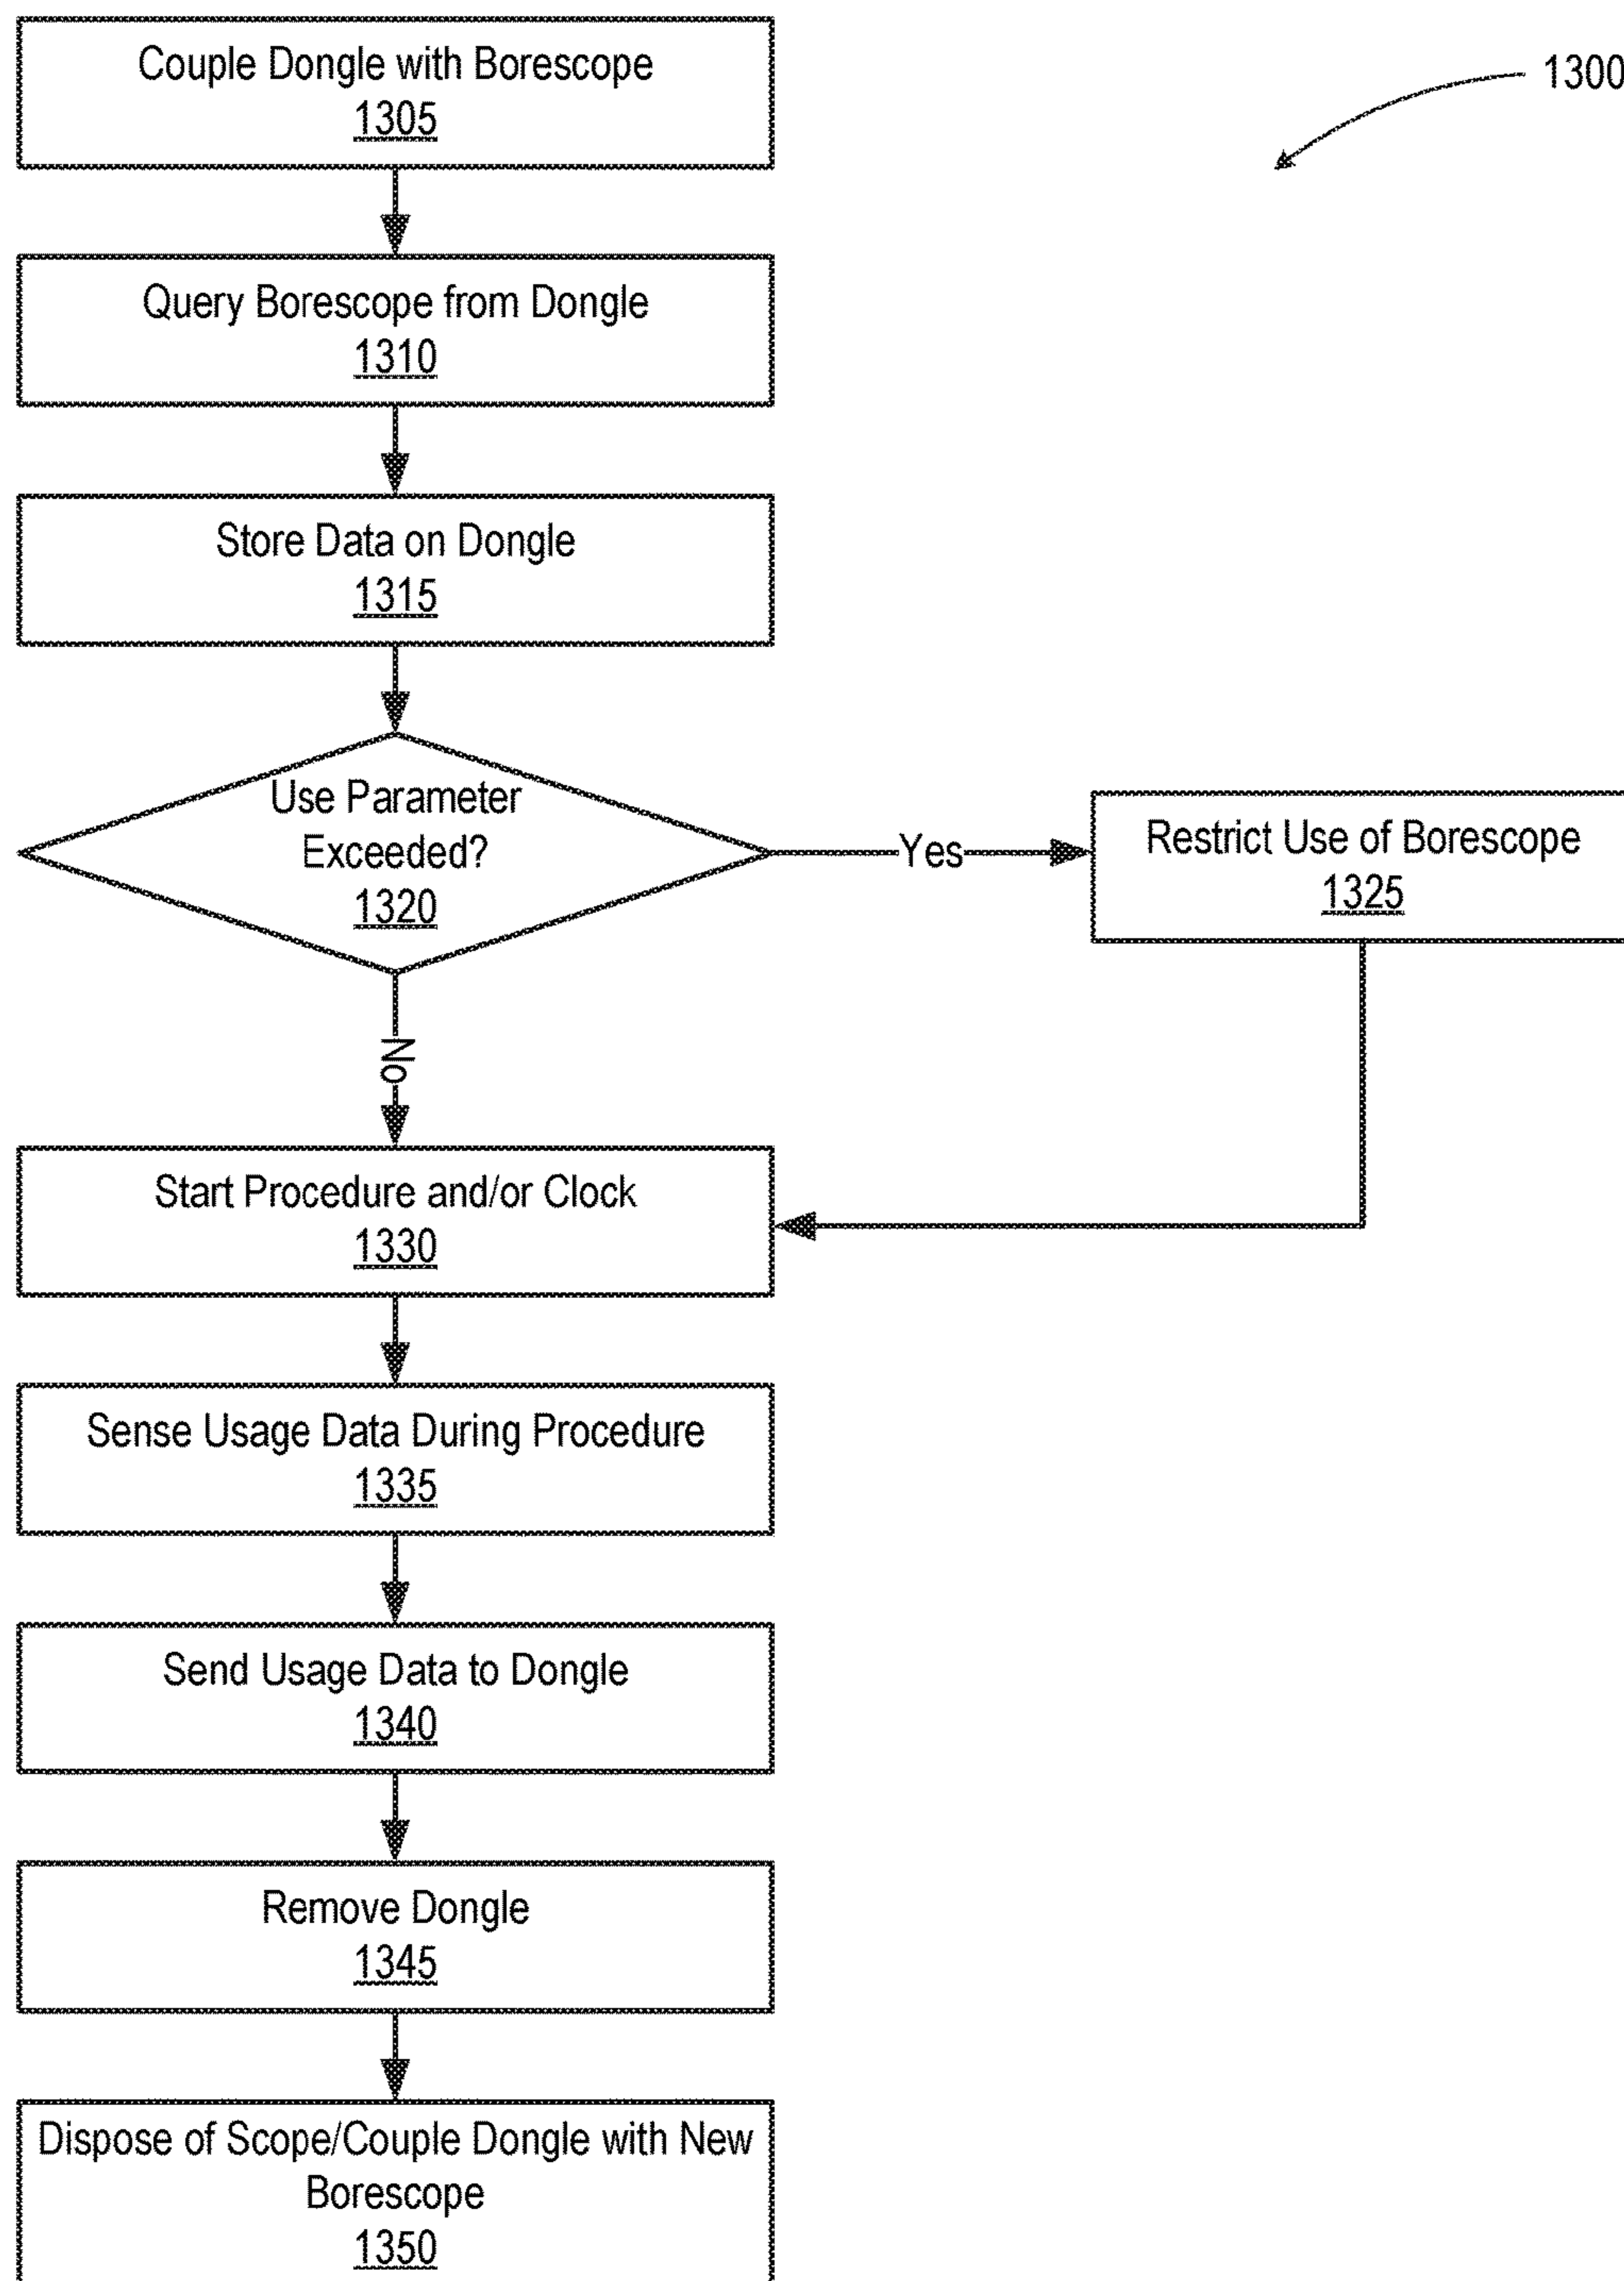 Couple Dongle with Borescope
1305
1300
Query Borescope from Dongle
1310
Store Data on Dongle
1315
Use Parameter
Exceeded?
1320
Yes
Restrict Use of Borescope
1325
No
Start Procedure and/or Clock
1330
Sense Usage Data During Procedure
1335
Send Usage Data to Dongle
1340
Remove Dongle
1345
Dispose of Scope/Couple Dongle with New
Borescope
1350